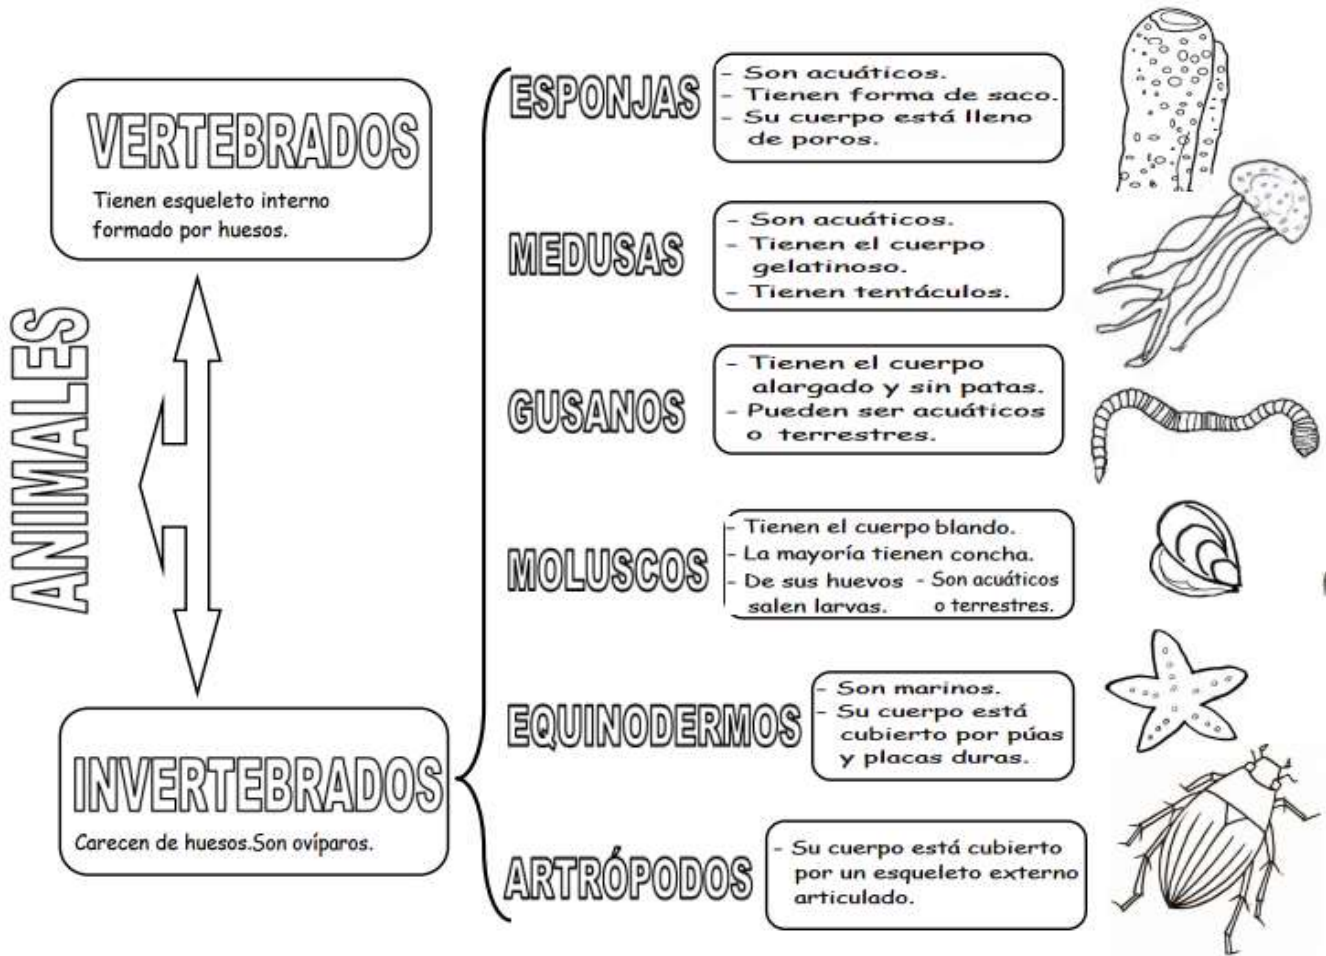 ANIMALES
VERTEBRADOS
Tienen esqueleto interno
formado por huesos.
INVERTEBRADOS
Carecen de huesos.Son ovíparos.
ESPONJAS
- Son acuáticos.
- Tienen forma de saco.
- Su cuerpo está lleno
de poros.
MEDUSAS
- Son acuáticos.
- Tienen el cuerpo
gelatinoso.
- Tienen tentáculos.
GUSANOS
- Tienen el cuerpo
alargado y sin patas.
- Pueden ser acuáticos
o terrestres.
MOLUSCOS
- Tienen el cuerpo blando.
- La mayoría tienen concha.
- De sus huevos
salen larvas.
- Son acuáticos
o terrestres.
EQUINODERMOS
- Son marinos.
- Su cuerpo está
cubierto por púas
y placas duras.
ARTRÓPODOS
- Su cuerpo está cubierto
por un esqueleto externo
articulado.